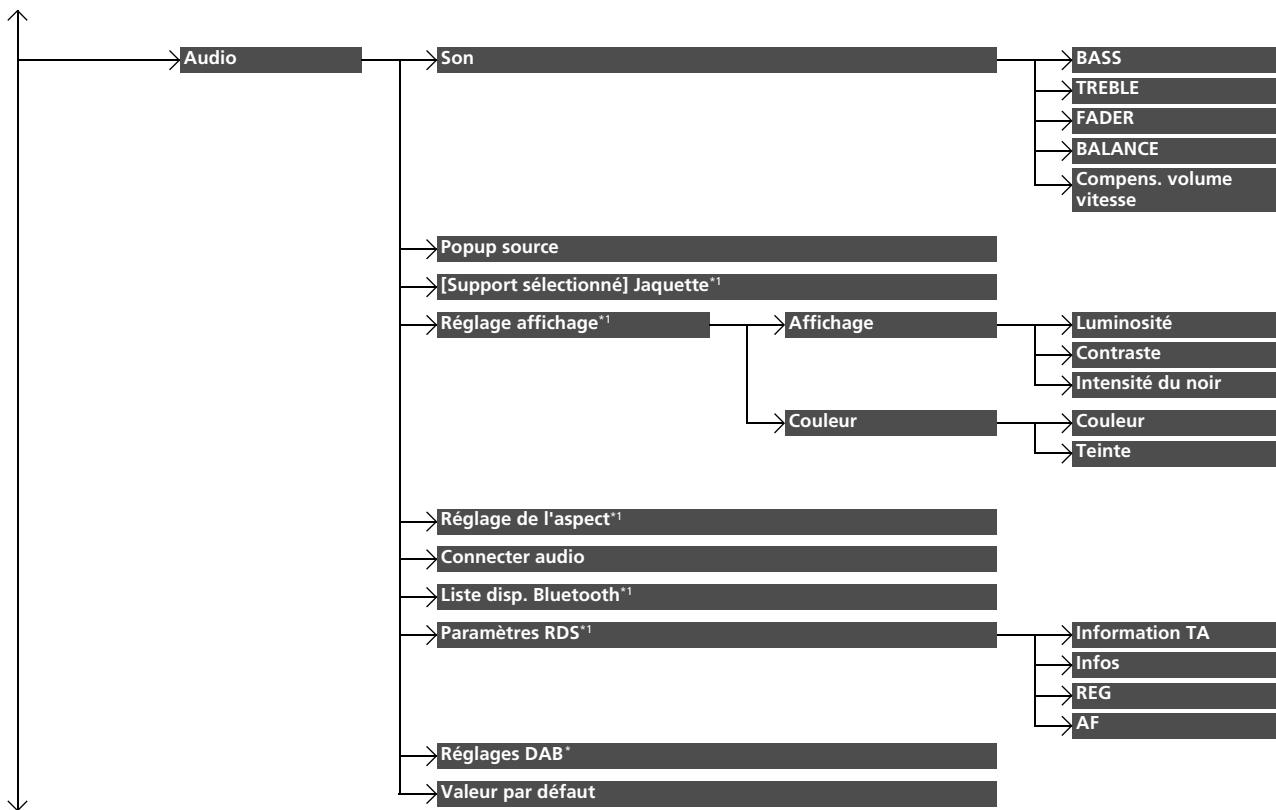 Audio
Son
BASS
TREBLE
FADER
BALANCE
Compens. volume
vitesse
Popup source
[Support sélectionné] Jaquette*1
Réglage affichage*1
Affichage
Luminosité
Contraste
Intensité du noir
Couleur
Couleur
Teinte
Réglage de l'aspect*1
Connecter audio
Liste disp. Bluetooth*1
Paramètres RDS*1
Information TA
Infos
REG
AF
Réglages DAB*
Valeur par défaut